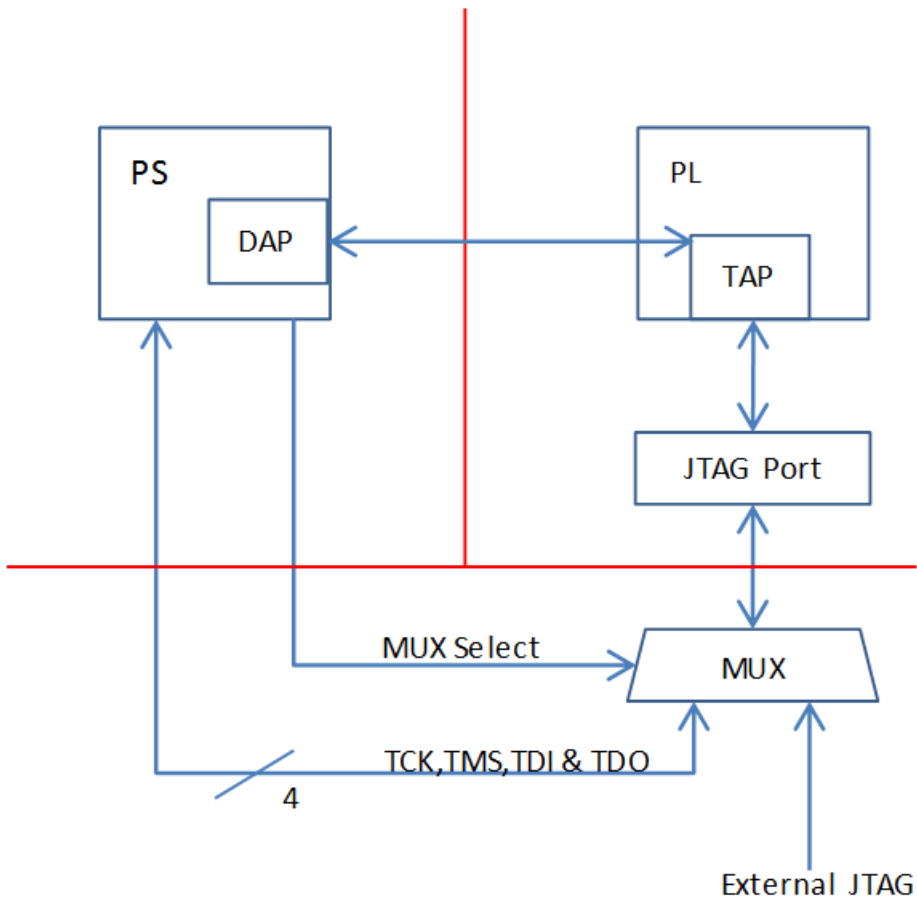 PS
PL
DAP
TAP
JTAG Port
MUX Select
MUX
TCK,TMS,TDI & TDO
4
External JTAG